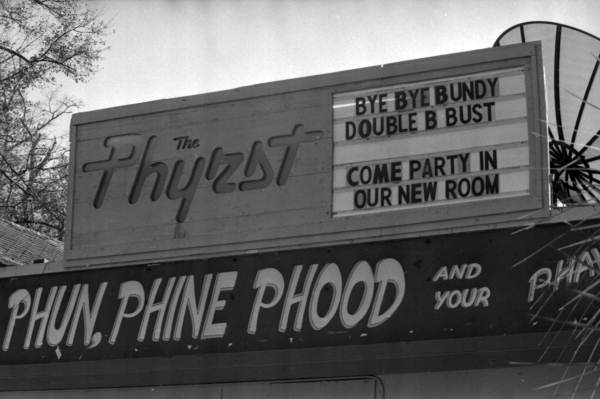 The
Phyrst
BYE BYE BUNDY
DOUBLE B BUST
COME PARTY IN
OUR NEW ROOM
PHUN, PHINE PHOOD AND YOUR